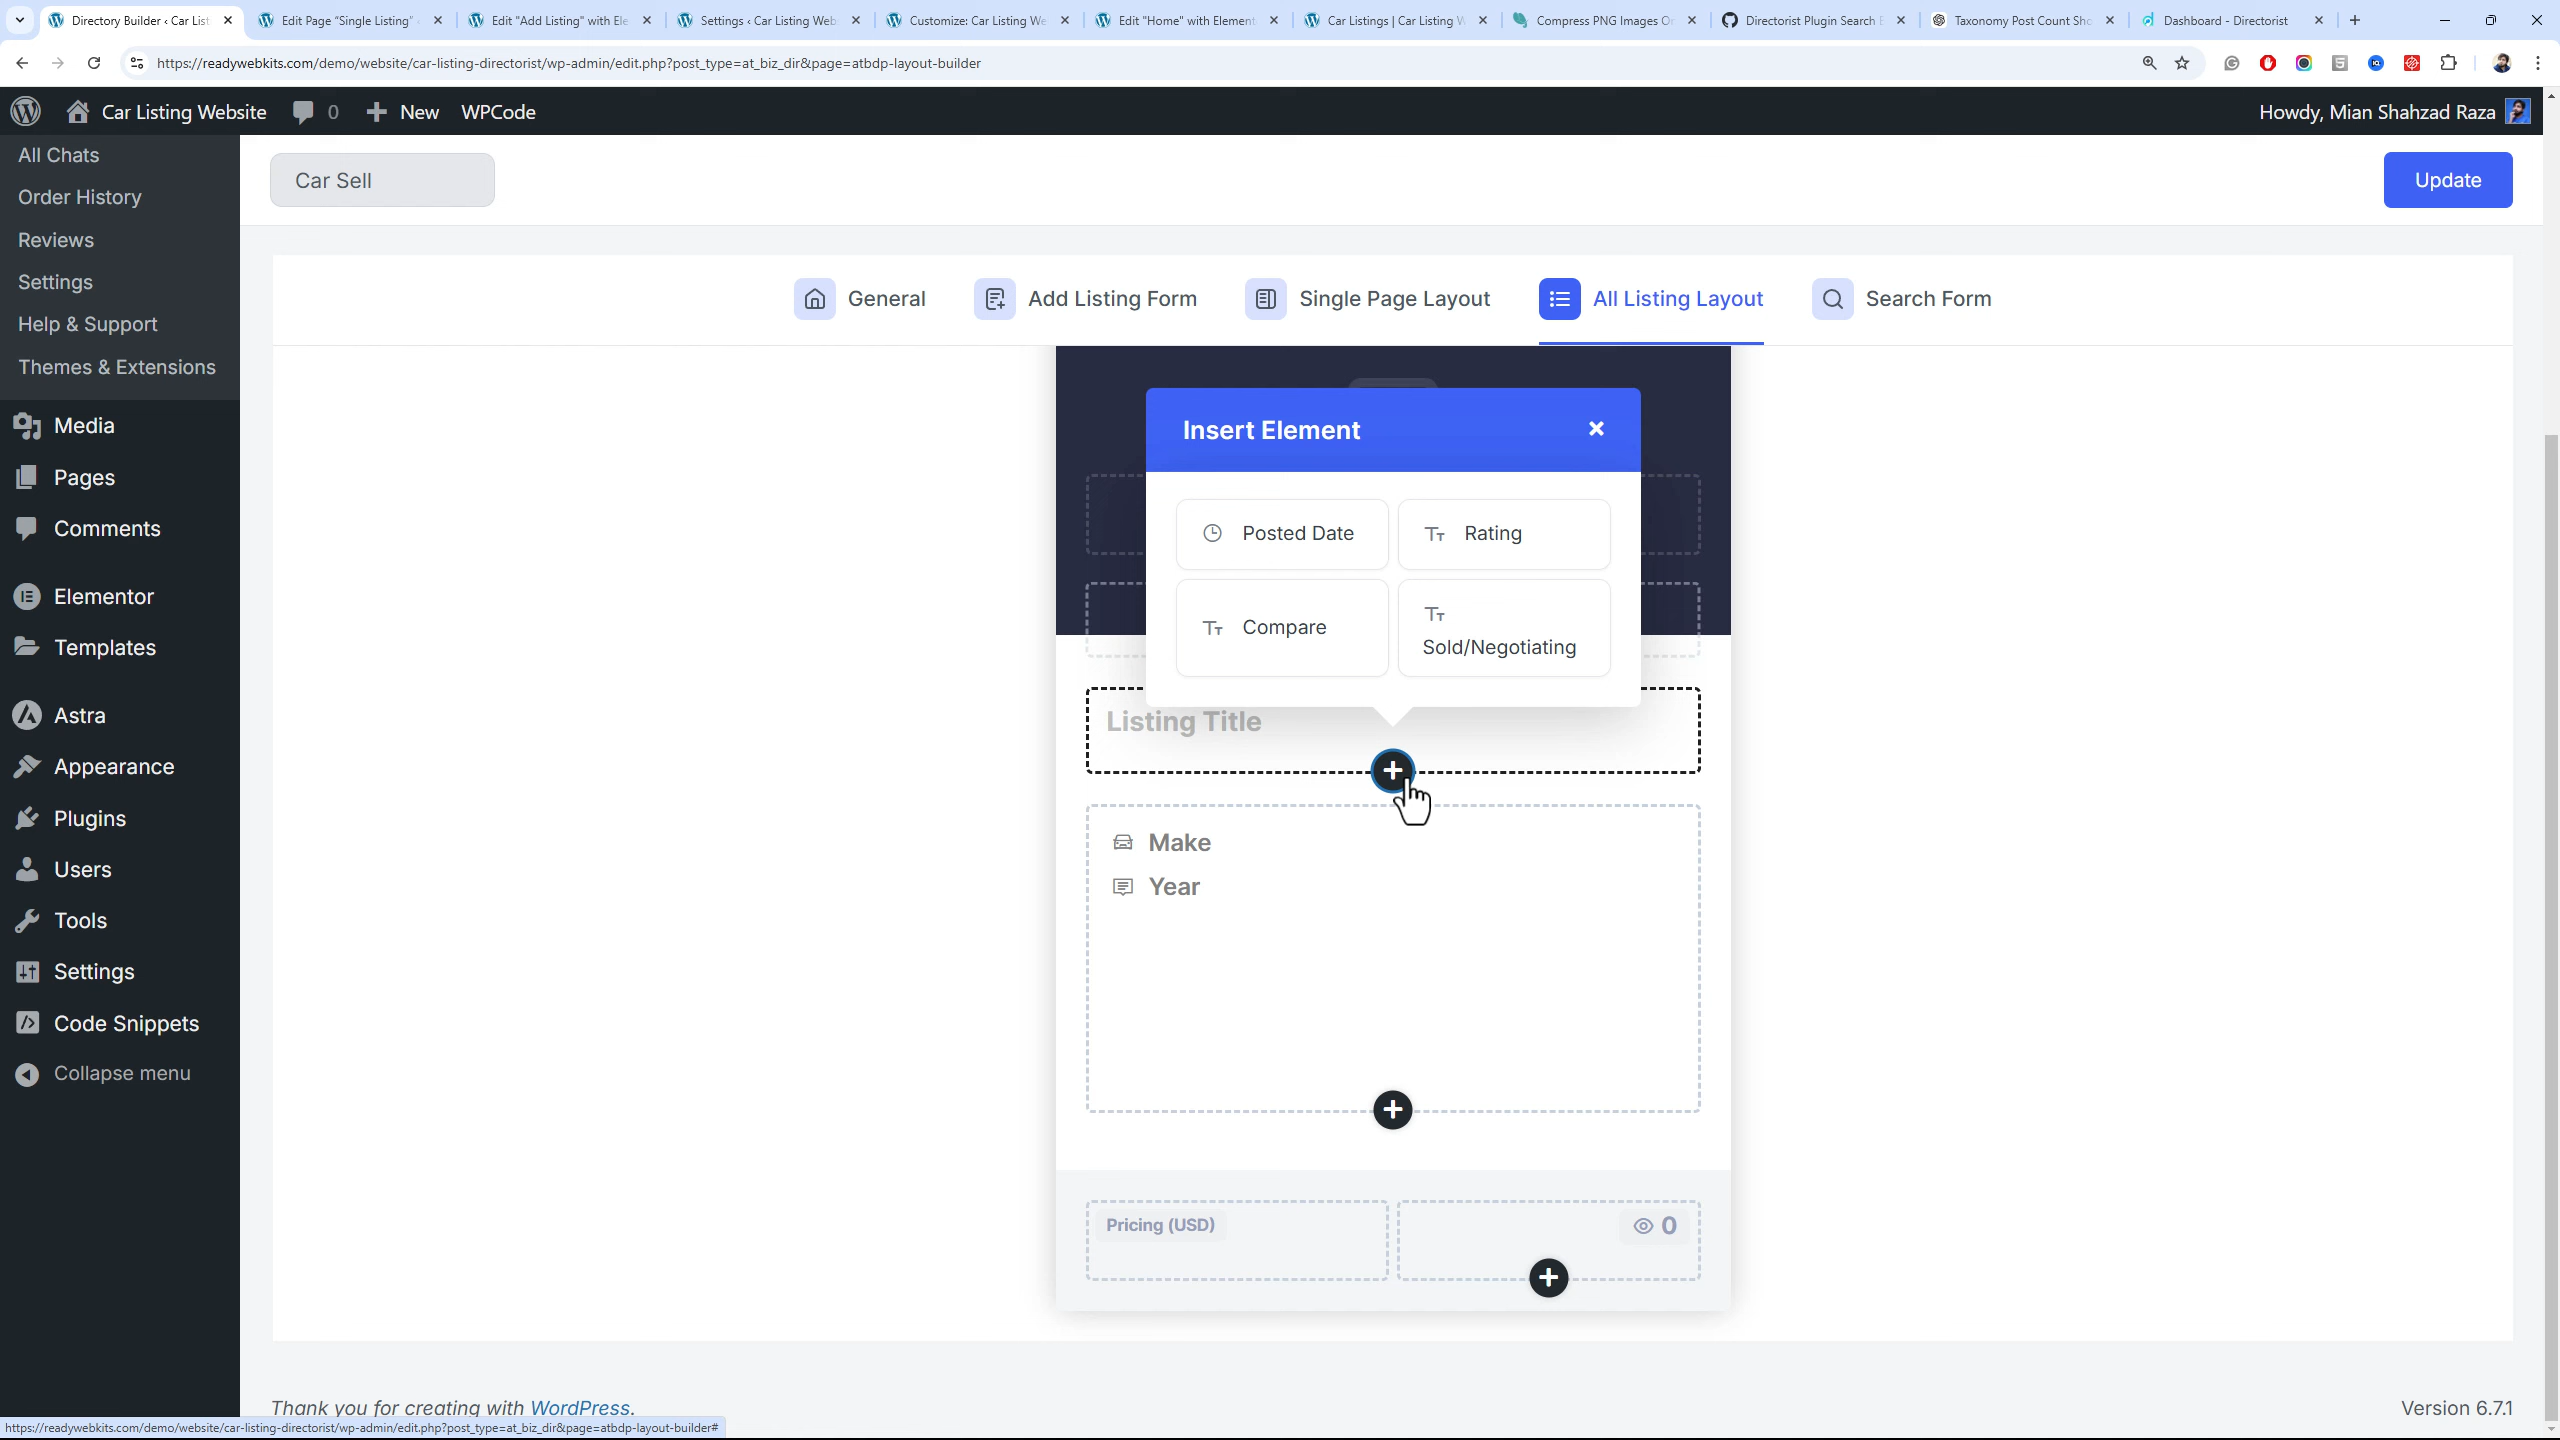 Directory Builder ‹ Car List
Edit Page “Single Listing” ‹
Edit "Add Listing" with Ele
Settings ‹ Car Listing Web
Customize: Car Listing We
Edit "Home" with Element
Car Listings | Car Listing W
Compress PNG Images O
Directorist Plugin Search E
Taxonomy Post Count Sho
Dashboard - Directorist
https://readywebkits.com/demo/website/car-listing-directorist/wp-admin/edit.php?post_type=at_biz_dir&page=atbdp-layout-builder
Car Listing Website
0
New
WPCode
Howdy, Mian Shahzad Raza
All Chats
Order History
Reviews
Settings
Help & Support
Themes & Extensions
Media
Pages
Comments
Elementor
Templates
Astra
Appearance
Plugins
Users
Tools
Settings
Code Snippets
Collapse menu
Car Sell
Update
General
Add Listing Form
Single Page Layout
All Listing Layout
Search Form
Insert Element
Posted Date
Rating
Compare
Sold/Negotiating
Listing Title
Make
Year
Pricing (USD)
0
Thank you for creating with WordPress.
Version 6.7.1
https://readywebkits.com/demo/website/car-listing-directorist/wp-admin/edit.php?post_type=at_biz_dir&page=atbdp-layout-builder#